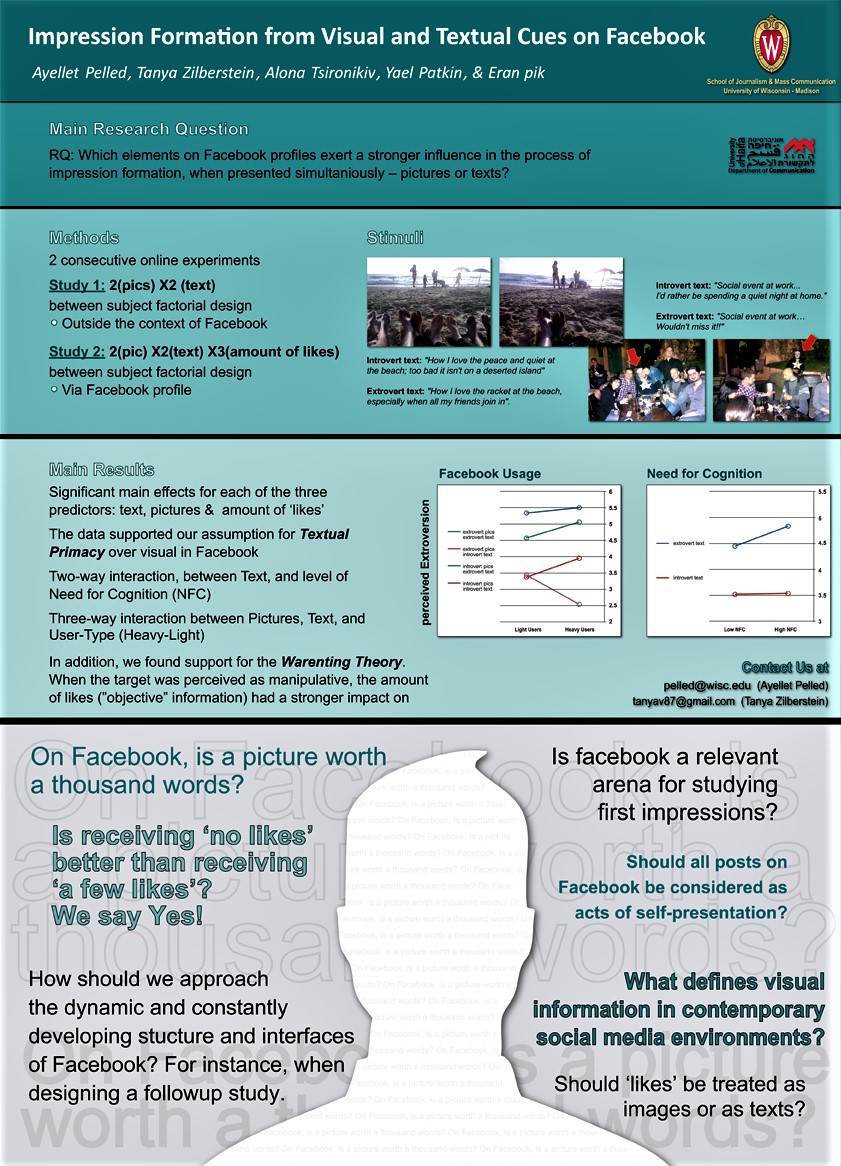 Impression Formation from Visual and Textual Cues on Facebook
Ayellet Pelled, Tanya Zilberstein, Alona Tsironikiv, Yael Patkin, & Eran pik
W
School of Journalism & Mass Communication
University of Wisconsin - Madison
Main Research Question
RQ: Which elements on Facebook profiles exert a stronger influence in the process of
impression formation, when presented simultaniously – pictures or texts?
University of Haifa
אוניברסיטת
חיפה
Department of Communication
Methods
2 consecutive online experiments
Study 1: 2(pics) X2 (text)
between subject factorial design
Outside the context of Facebook
Study 2: 2(pic) X2(text) X3(amount of likes)
between subject factorial design
Via Facebook profile
Stimuli
Introvert text: "How I love the peace and quiet at
the beach; too bad it isn't on a deserted island"
Extrovert text: "How I love the racket at the beach,
especially when all my friends join in".
Introvert text: "Social event at work...
I'd rather be spending a quiet night at home."
Extrovert text: "Social event at work…
Wouldn't miss it!!"
Main Results
Significant main effects for each of the three
predictors: text, pictures & amount of 'likes'
The data supported our assumption for Textual
Primacy over visual in Facebook
Two-way interaction, between Text, and level of
Need for Cognition (NFC)
Three-way interaction between Pictures, Text, and
User-Type (Heavy-Light)
In addition, we found support for the Warenting Theory.
When the target was perceived as manipulative, the amount
of likes ("objective" information) had a stronger impact on
Facebook Usage
perceived Extroversion
extrovert pics
extrovert text
extrovert pics
introvert text
introvert pics
extrovert text
introvert pics
introvert text
6
5.5
5
4.5
4
3.5
3
2.5
2
Light Users
Heavy Users
Need for Cognition
extrovert text
introvert text
5.5
5
4.5
4
3.5
3
Low NFC
High NFC
Contact Us at
pelled@wisc.edu (Ayellet Pelled)
tanyav87@gmail.com (Tanya Zilberstein)
On Facebook, is a picture worth
a thousand words?
Is receiving 'no likes'
better than receiving
'a few likes'?
We say Yes!
How should we approach
the dynamic and constantly
developing stucture and interfaces
of Facebook? For instance, when
designing a followup study.
Is facebook a relevant
arena for studying
first impressions?
Should all posts on
Facebook be considered as
acts of self-presentation?
What defines visual
information in contemporary
social media environments?
Should 'likes' be treated as
images or as texts?
On Facebook, is
a picture worth a
thousand words?
On Facebook, is a picture
worth a thousand words?